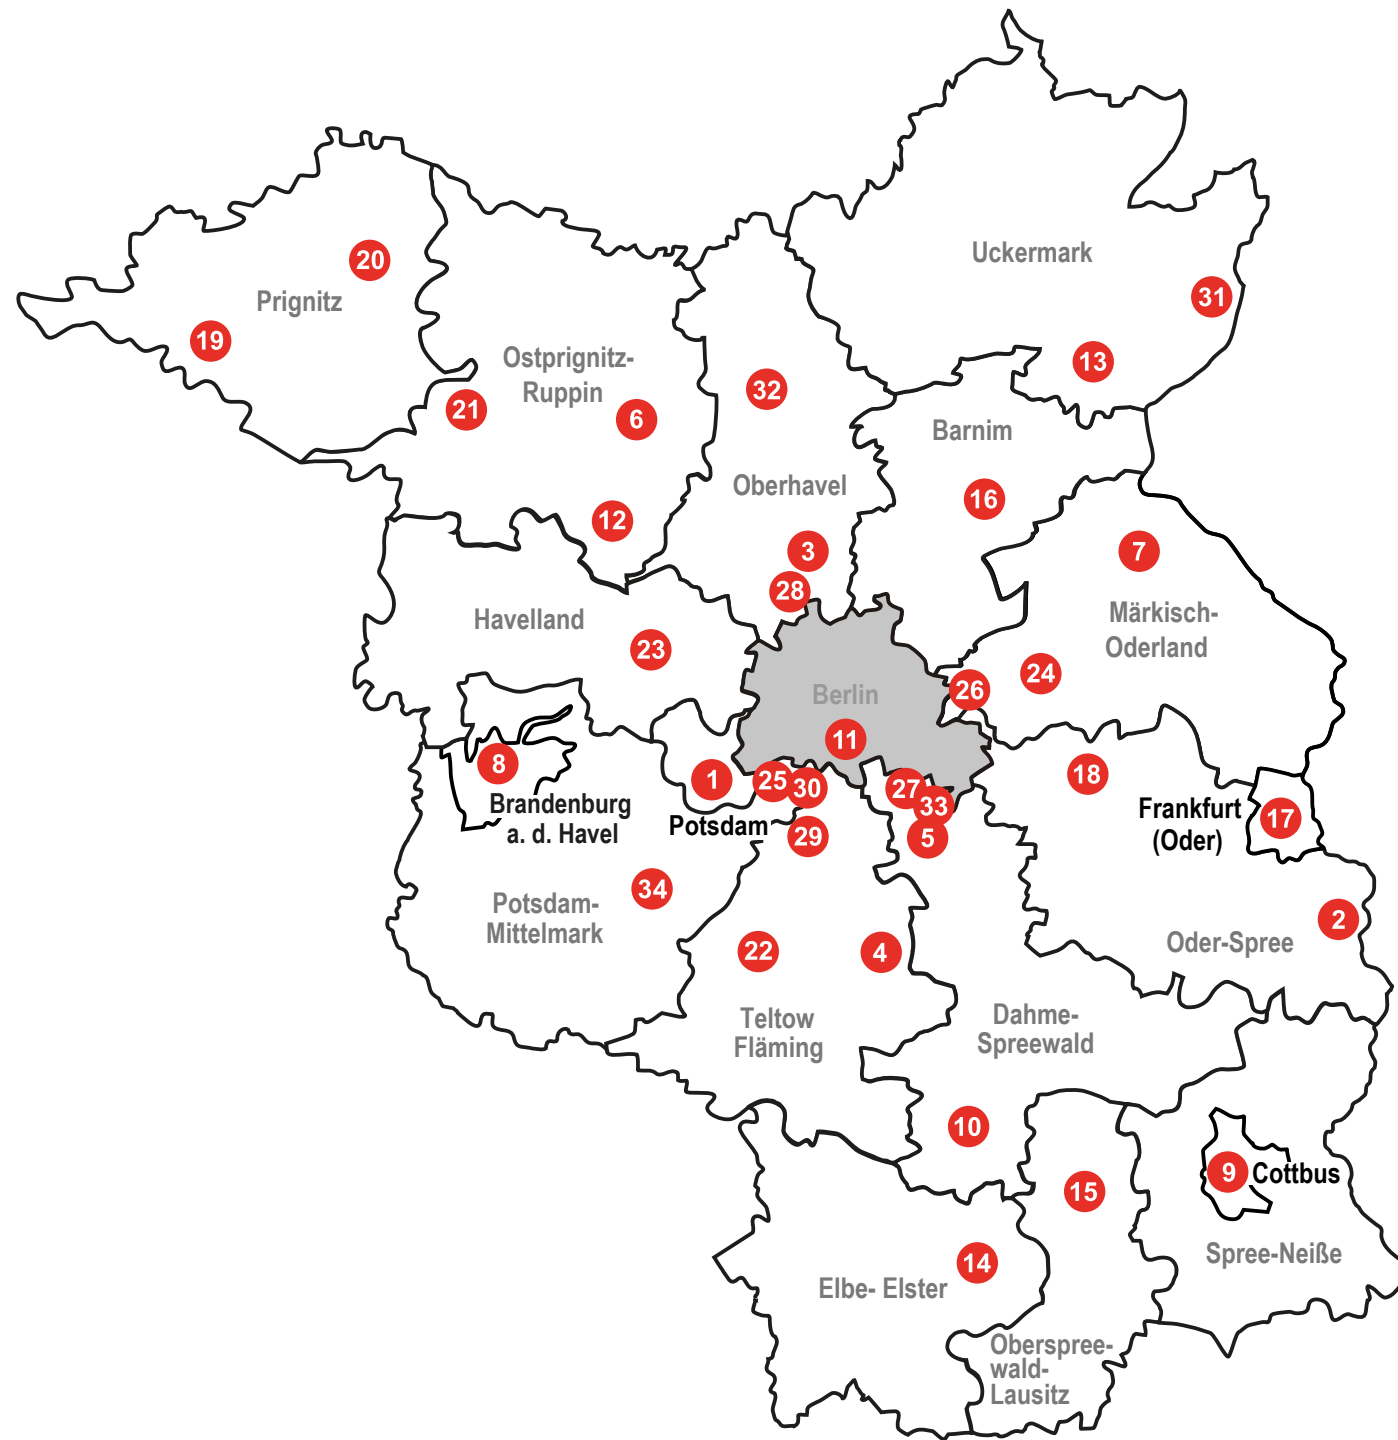 Uckermark
20
31
Prignitz
19
Ostprignitz-
Ruppin
13
32
21
6
Barnim
Oberhavel
16
12
3
7
28
Havelland
Märkisch-
Oderland
23
24
26
Berlin
11
8
1
25
30
27
33
18
Brandenburg
a. d. Havel
Potsdam
29
5
Frankfurt
(Oder)
17
34
Potsdam-
Mittelmark
2
22
4
Oder-Spree
Teltow
Fläming
Dahme-
Spreewald
10
9
Cottbus
15
14
Spree-Neiße
Elbe- Elster
Oberspree-
wald-
Lausitz